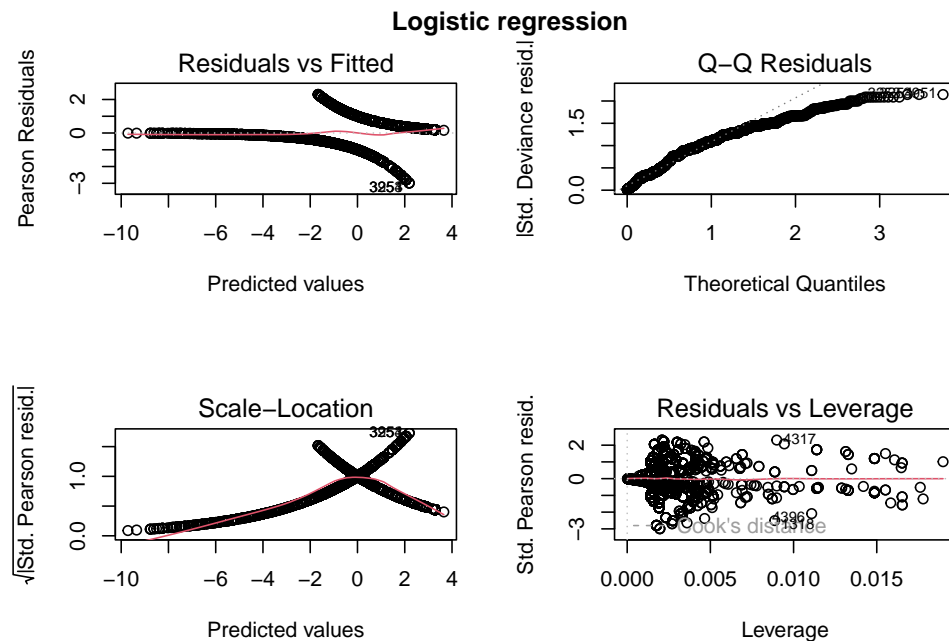 Logistic regression
Residuals vs Fitted
Pearson Residuals
2
0
−3
−10
−6
−4
−2
0
2
4
Predicted values
Q−Q Residuals
|Std. Deviance resid.|
1.5
0.0
0
1
2
3
Theoretical Quantiles
Scale−Location
√|Std. Pearson resid.|
1.0
0.0
−10
−6
−4
−2
0
2
4
Predicted values
Residuals vs Leverage
Std. Pearson resid.
2
0
−3
4317
4396
1318
Cook's distance
0.000
0.005
0.010
0.015
Leverage